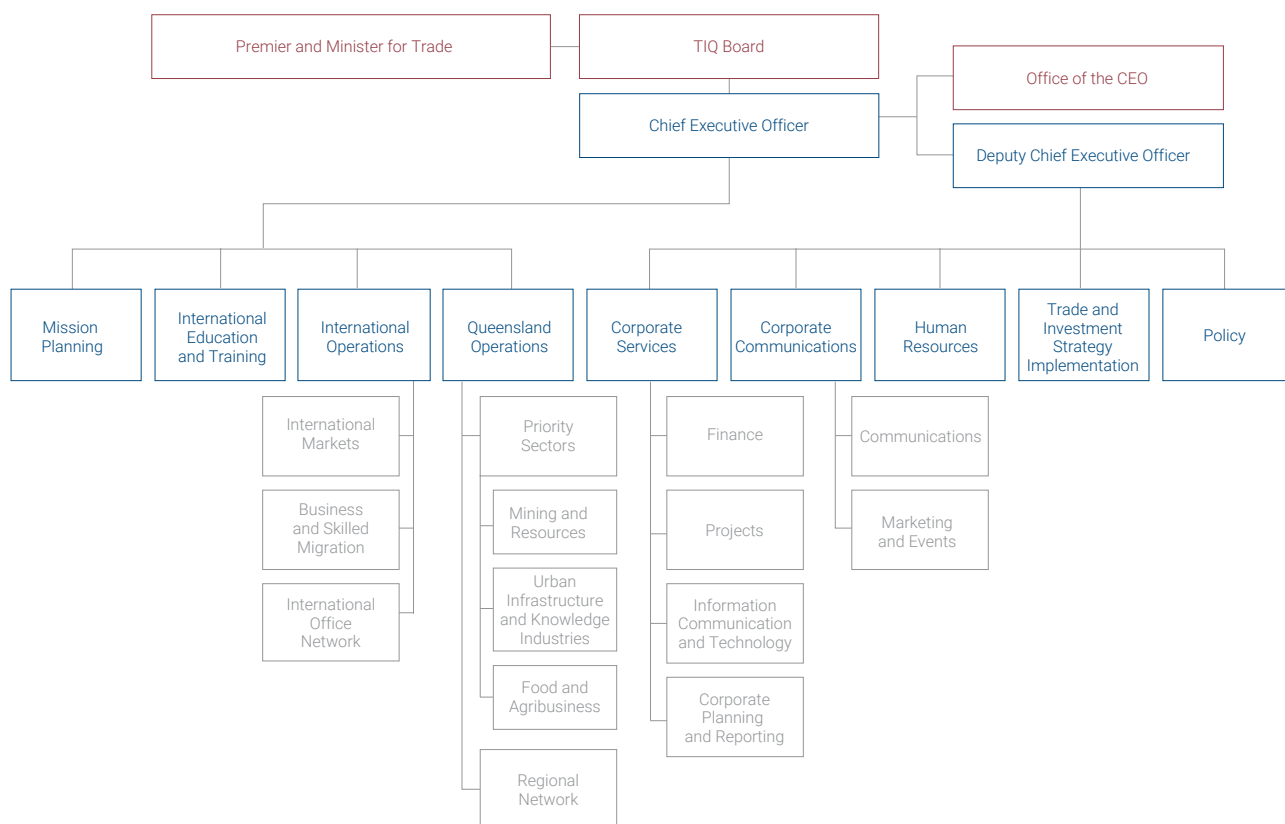 Premier and Minister for Trade
TIQ Board
Office of the CEO
Chief Executive Officer
Deputy Chief Executive Officer
Mission
Planning
International
Education
and Training
International
Operations
Queensland
Operations
Corporate
Services
Corporate
Communications
Human
Resources
Trade and
Investment
Strategy
Implementation
Policy
International
Markets
Business
and Skilled
Migration
International
Office
Network
Priority
Sectors
Mining and
Resources
Urban
Infrastructure
and Knowledge
Industries
Food and
Agribusiness
Regional
Network
Finance
Projects
Information
Communication
and Technology
Corporate
Planning
and Reporting
Communications
Marketing
and Events